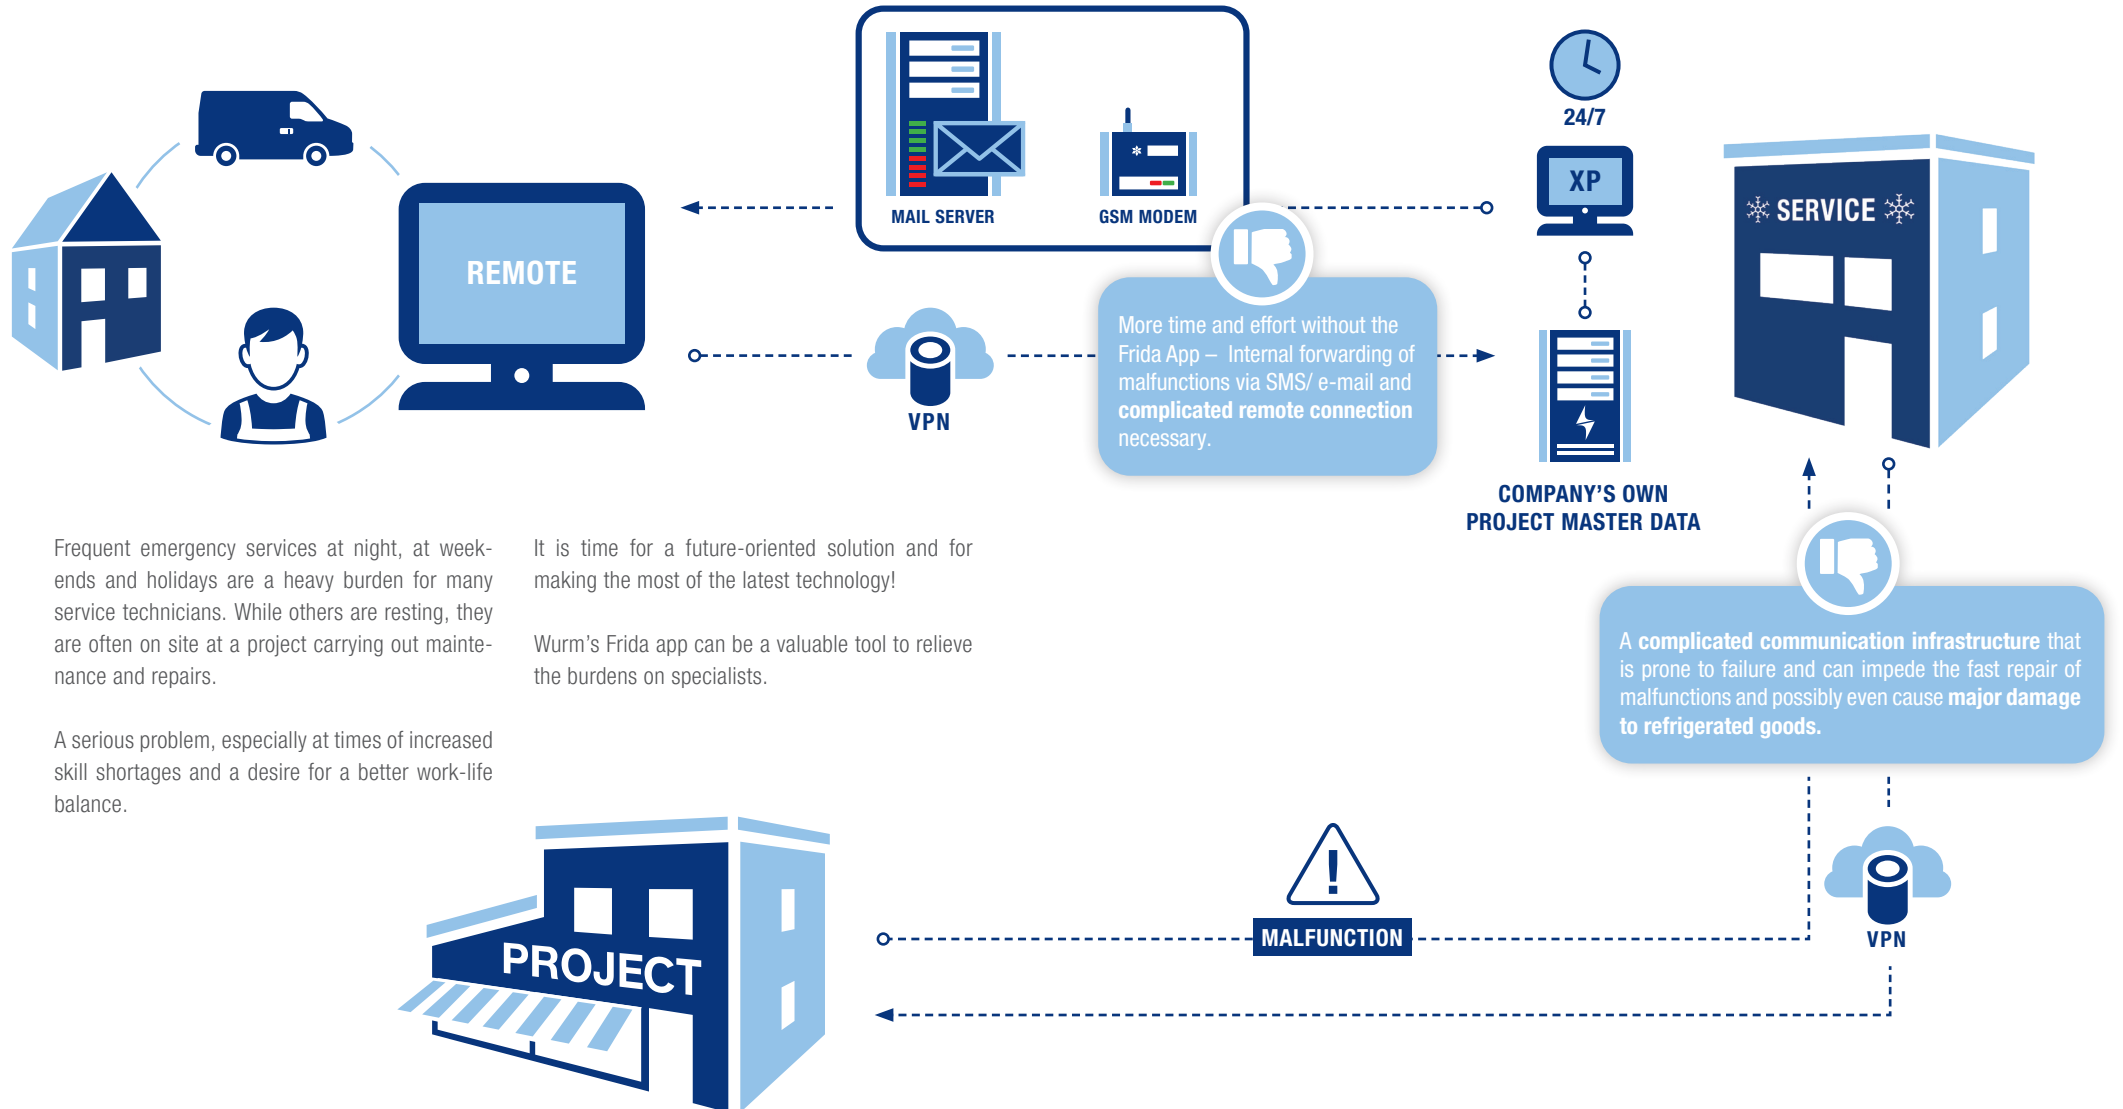 24/7
XP
SERVICE
MAIL SERVER
GSM MODEM
REMOTE
VPN
More time and effort without the
Frida App – Internal forwarding of
malfunctions via SMS/ e-mail and
complicated remote connection
necessary.
COMPANY'S OWN
PROJECT MASTER DATA
Frequent emergency services at night, at week-
ends and holidays are a heavy burden for many
service technicians. While others are resting, they
are often on site at a project carrying out mainte-
nance and repairs.
A serious problem, especially at times of increased
skill shortages and a desire for a better work-life
balance.
It is time for a future-oriented solution and for
making the most of the latest technology!
Wurm's Frida app can be a valuable tool to relieve
the burdens on specialists.
A complicated communication infrastructure that
is prone to failure and can impede the fast repair of
malfunctions and possibly even cause major damage
to refrigerated goods.
!
MALFUNCTION
VPN
PROJECT